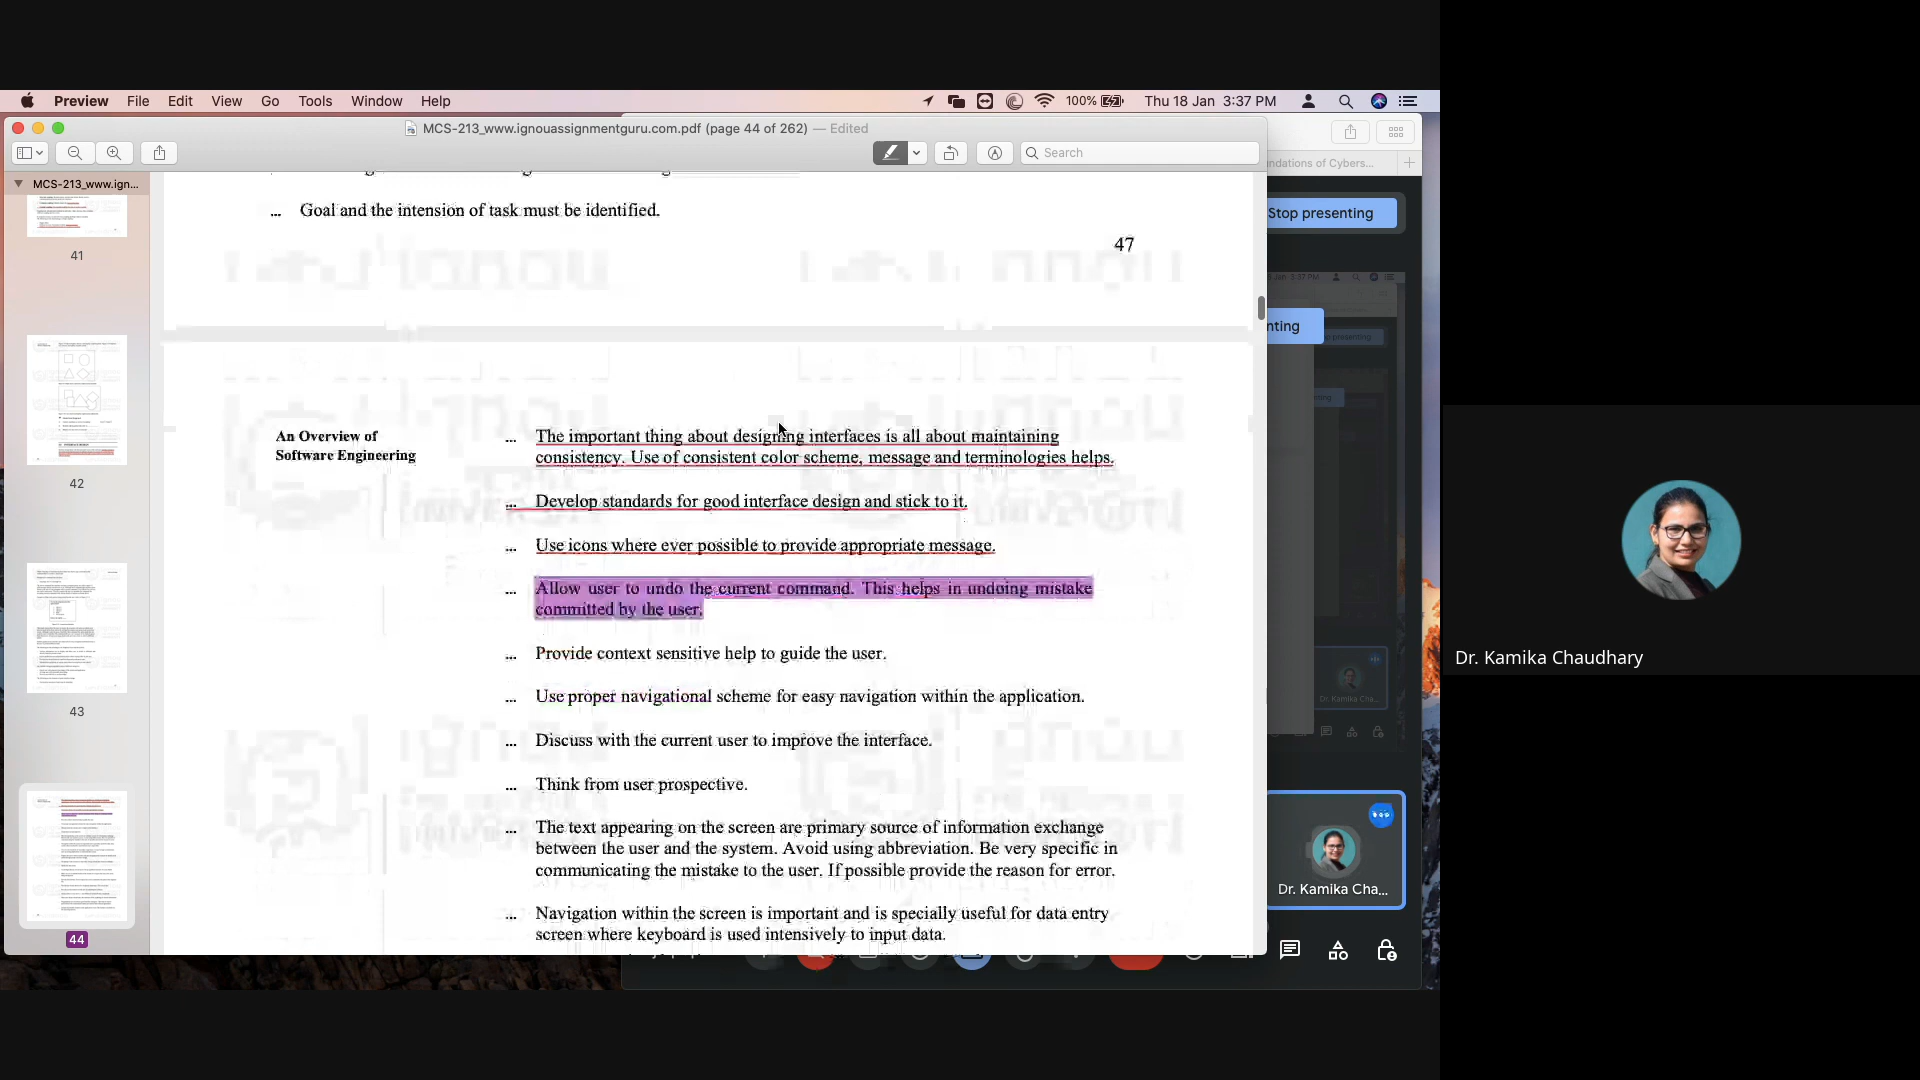 Preview File Edit View Go Tools Window Help
100% Thu 18 Jan 3:37 PM
MCS-213_www.ignouassignmentguru.com.pdf (page 44 of 262) — Edited
Search
ndations of Cybers...
MCS-213_www.ign...
41
42
43
44
... Goal and the intension of task must be identified.
47
An Overview of
Software Engineering
... The important thing about designing interfaces is all about maintaining
consistency. Use of consistent color scheme, message and terminologies helps.
... Develop standards for good interface design and stick to it.
... Use icons where ever possible to provide appropriate message.
... Allow user to undo the current command. This helps in undoing mistake
committed by the user.
... Provide context sensitive help to guide the user.
... Use proper navigational scheme for easy navigation within the application.
... Discuss with the current user to improve the interface.
... Think from user prospective.
... The text appearing on the screen are primary source of information exchange
between the user and the system. Avoid using abbreviation. Be very specific in
communicating the mistake to the user. If possible provide the reason for error.
... Navigation within the screen is important and is specially useful for data entry
screen where keyboard is used intensively to input data.
Stop presenting
nting
Dr. Kamika Cha...
Dr. Kamika Cha...
Dr. Kamika Chaudhary